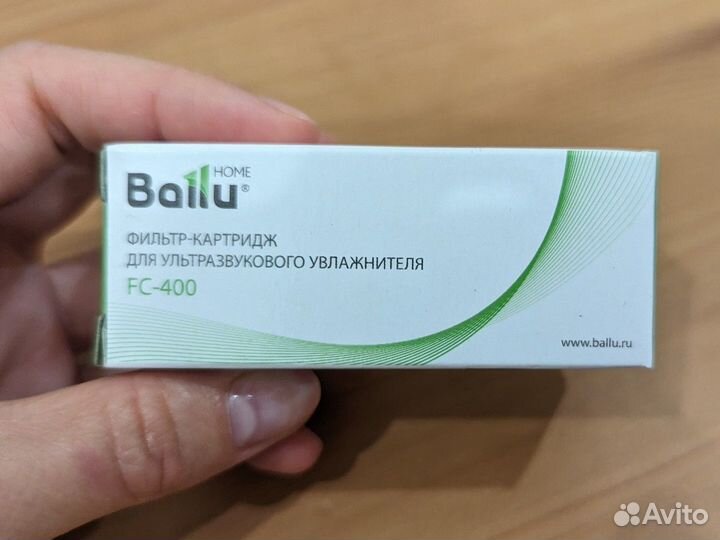 HOME
Ballu®
ФИЛЬТР-КАРТРИДЖ
ДЛЯ УЛЬТРАЗВУКОВОГО УВЛАЖНИТЕЛЯ
FC-400
www.ballu.ru
Avito